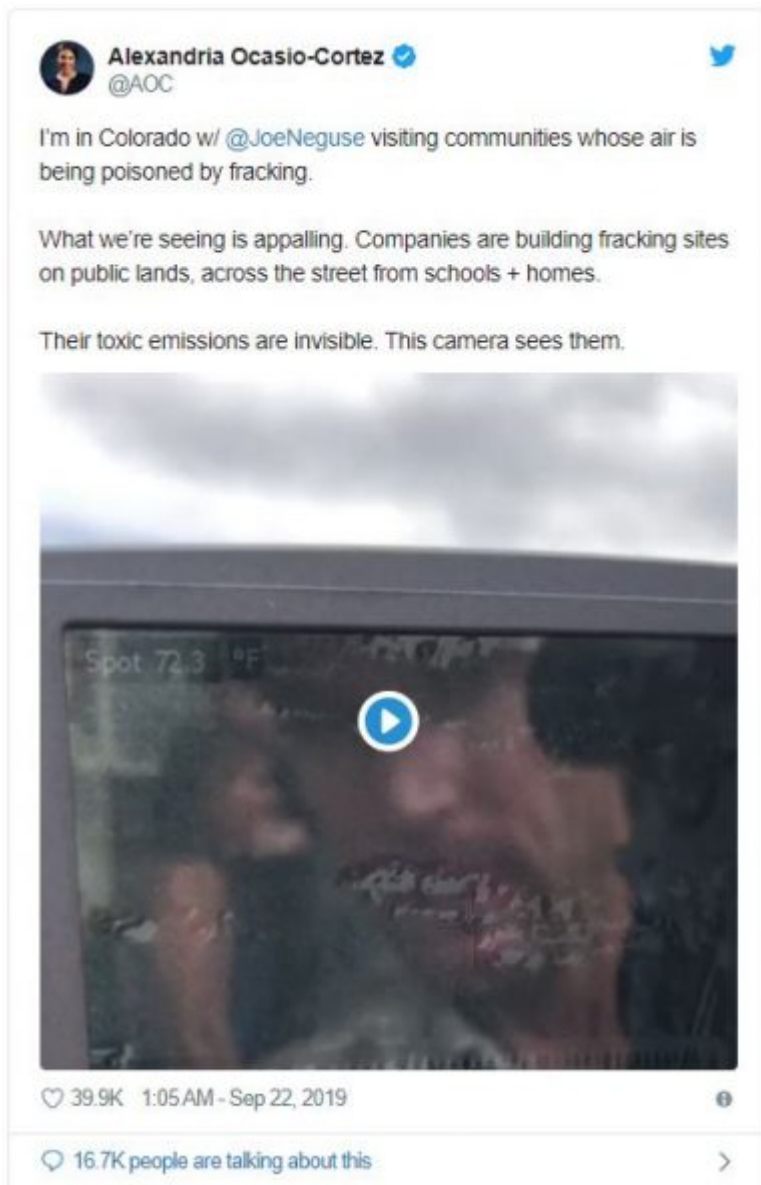 Alexandria Ocasio-Cortez
@AOC
I'm in Colorado w/ @JoeNeguse visiting communities whose air is
being poisoned by fracking.
What we're seeing is appalling. Companies are building fracking sites
on public lands, across the street from schools + homes.
Their toxic emissions are invisible. This camera sees them.
Spot 72.3 °F
39.9K 1:05 AM - Sep 22, 2019
16.7K people are talking about this